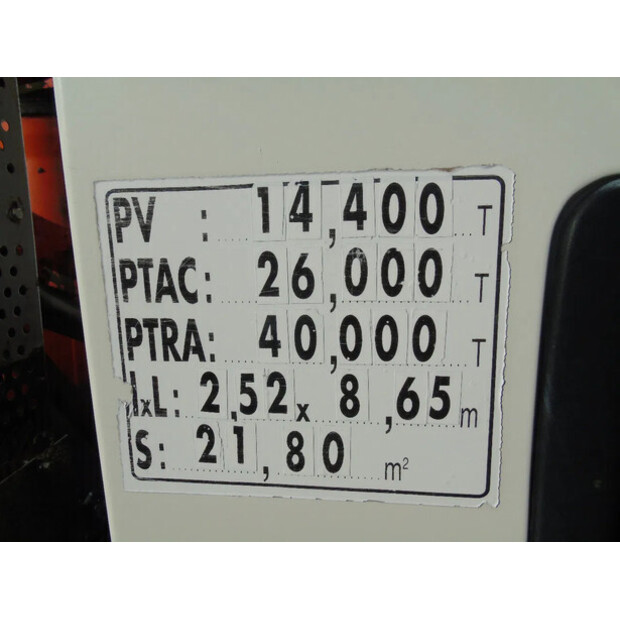 PV : 14,400 T
PTAC: 26,000 T
PTRA: 40,000 T
lxL: 2,52 x 8,65 m
S: 21,80 m²